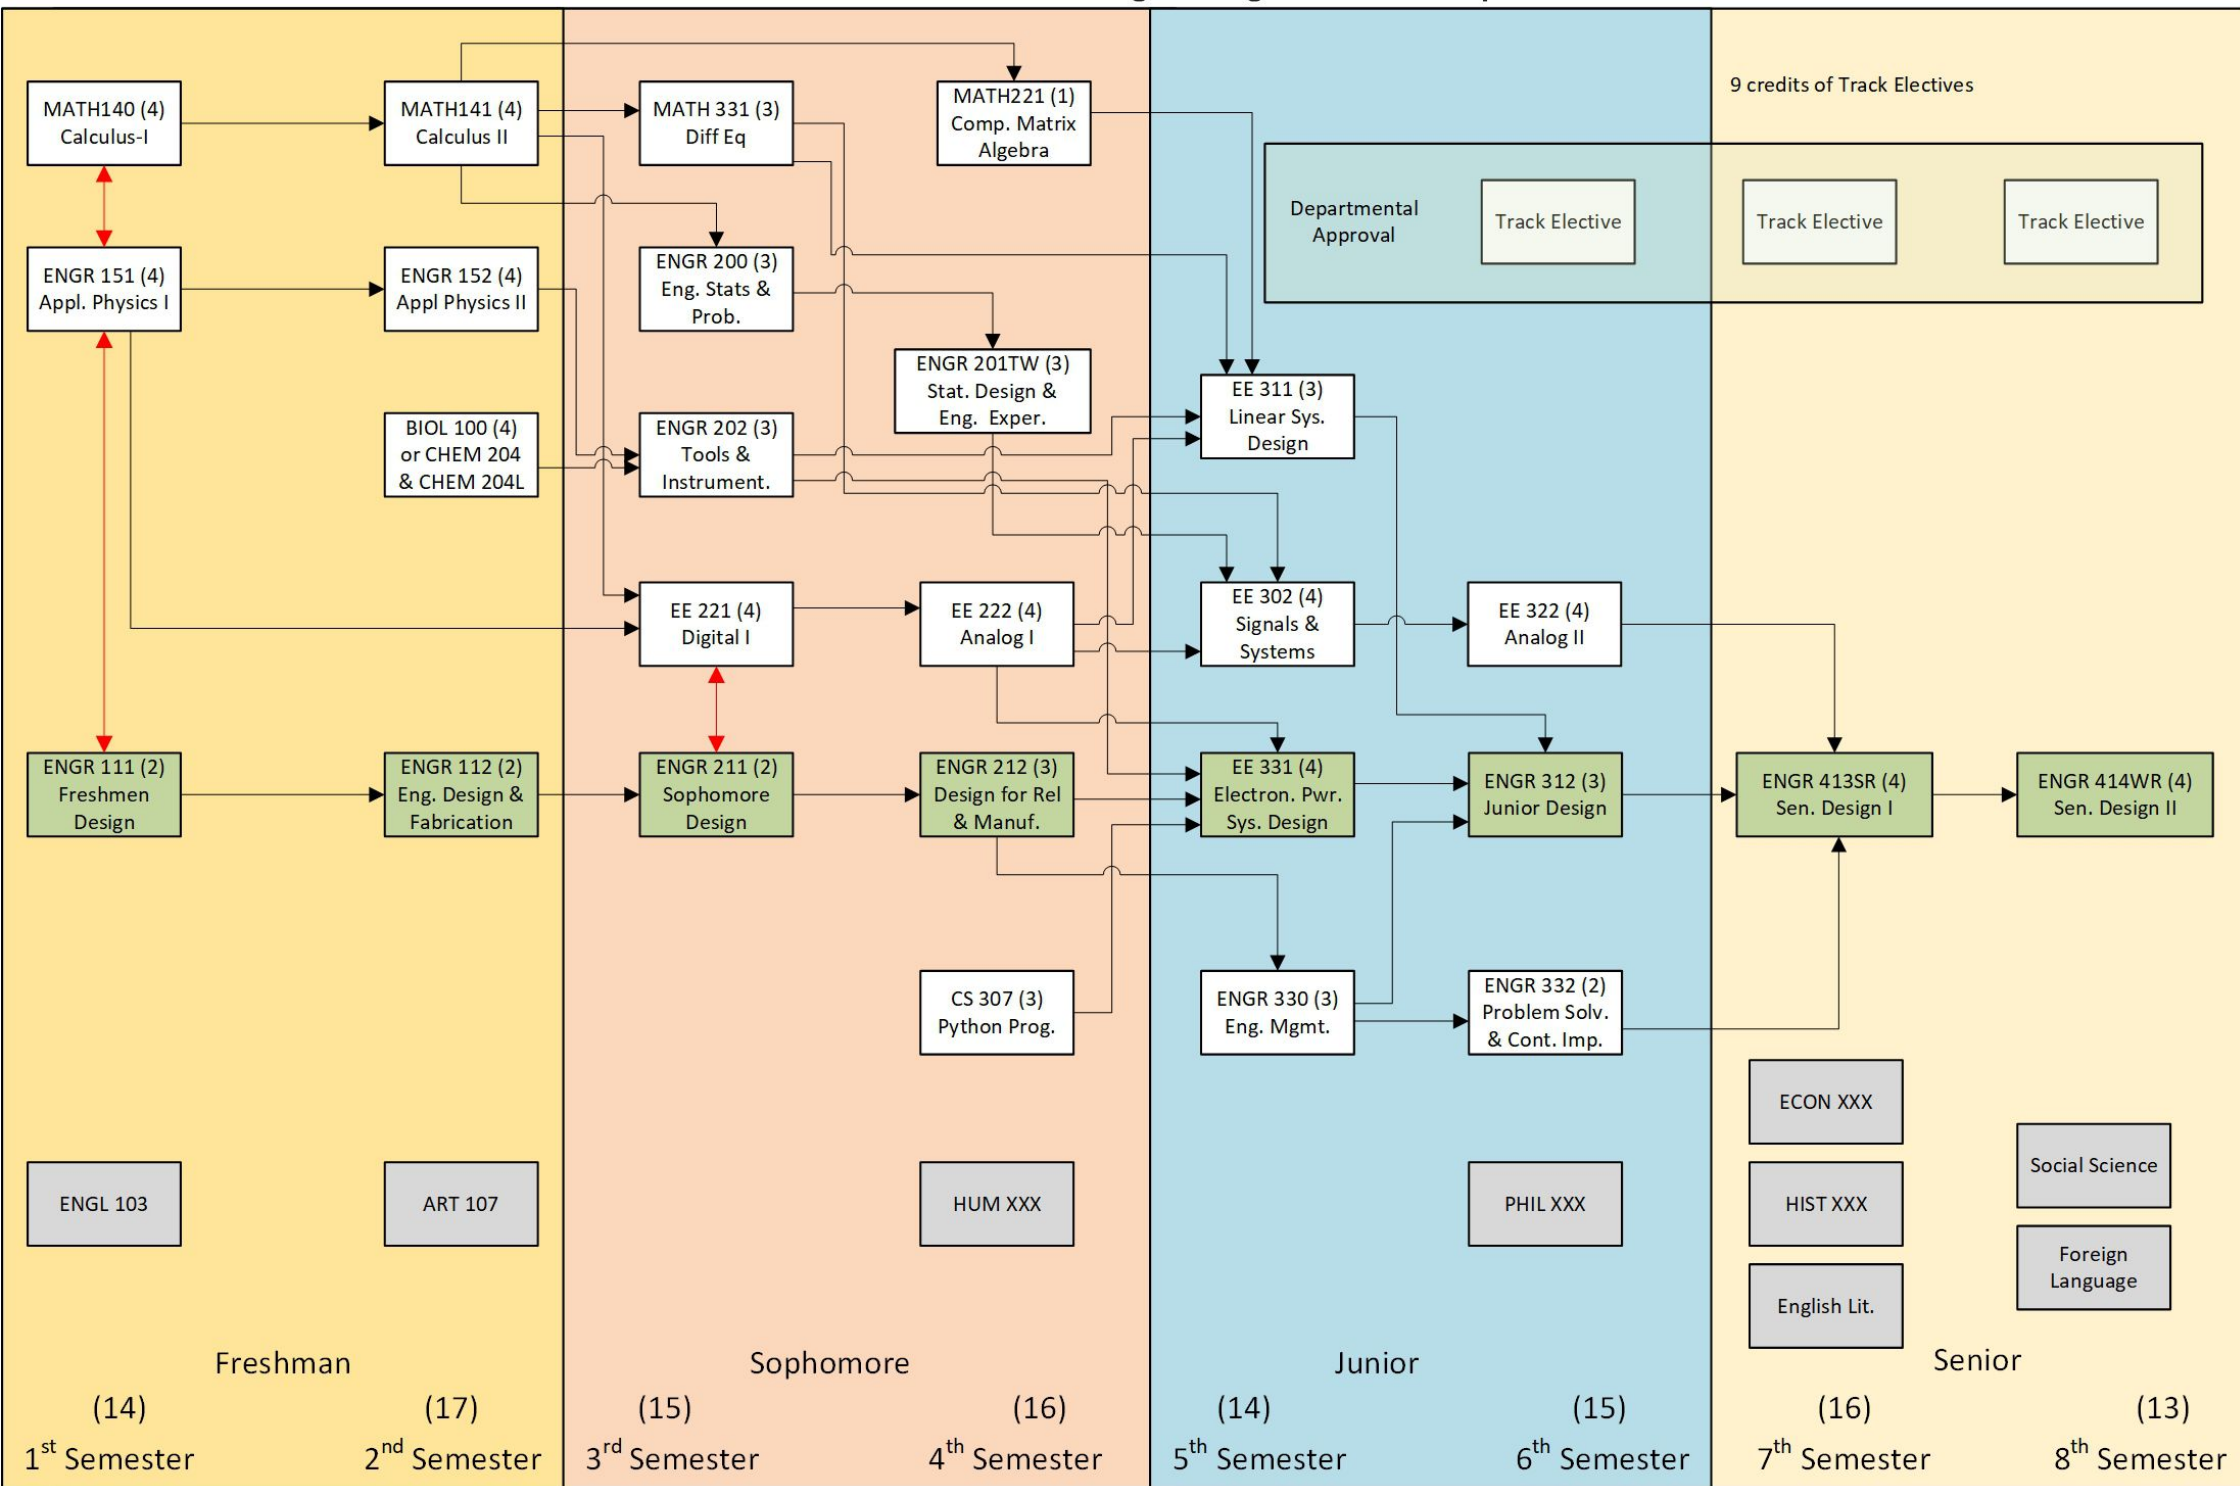 9 credits of Track Electives
MATH140 (4)
Calculus-I
MATH141 (4)
Calculus II
MATH 331 (3)
Diff Eq
MATH221 (1)
Comp. Matrix
Algebra
Departmental
Approval
Track Elective
Track Elective
Track Elective
ENGR 151 (4)
Appl. Physics I
ENGR 152 (4)
Appl Physics II
ENGR 200 (3)
Eng. Stats &
Prob.
ENGR 201TW (3)
Stat. Design &
Eng. Exper.
EE 311 (3)
Linear Sys.
Design
BIOL 100 (4)
or CHEM 204
& CHEM 204L
ENGR 202 (3)
Tools &
Instrument.
EE 221 (4)
Digital I
EE 222 (4)
Analog I
EE 302 (4)
Signals &
Systems
EE 322 (4)
Analog II
ENGR 111 (2)
Freshmen
Design
ENGR 112 (2)
Eng. Design &
Fabrication
ENGR 211 (2)
Sophomore
Design
ENGR 212 (3)
Design for Rel
& Manuf.
EE 331 (4)
Electron. Pwr.
Sys. Design
ENGR 312 (3)
Junior Design
ENGR 413SR (4)
Sen. Design I
ENGR 414WR (4)
Sen. Design II
CS 307 (3)
Python Prog.
ENGR 330 (3)
Eng. Mgmt.
ENGR 332 (2)
Problem Solv.
& Cont. Imp.
ECON XXX
Social Science
ENGL 103
ART 107
HUM XXX
PHIL XXX
HIST XXX
Foreign
Language
English Lit.
Freshman
Sophomore
Junior
Senior
(14)
(17)
(15)
(16)
(14)
(15)
(16)
(13)
1st Semester
2nd Semester
3rd Semester
4th Semester
5th Semester
6th Semester
7th Semester
8th Semester